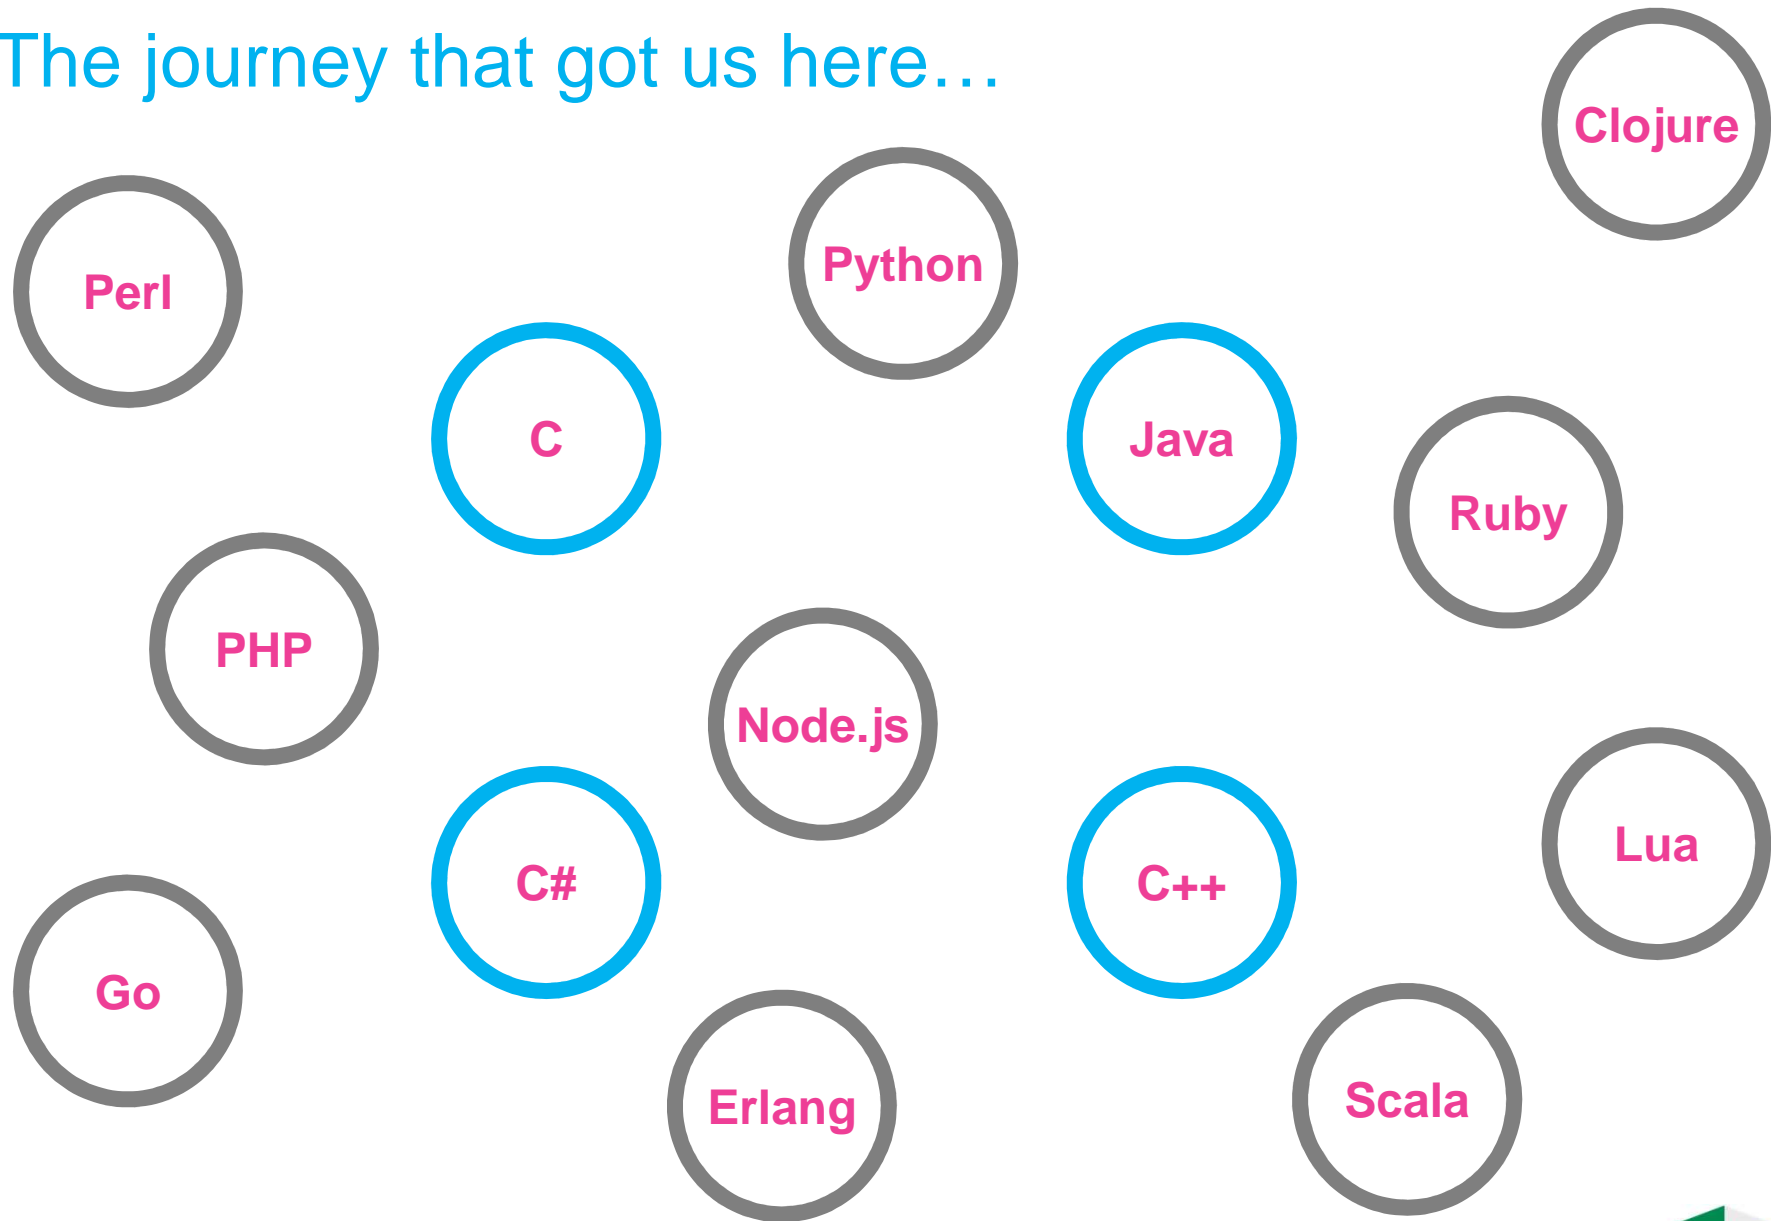 The journey that got us here…
Clojure
Python
Perl
C
Java
Ruby
PHP
Node.js
Lua
C#
C++
Go
Scala
Erlang